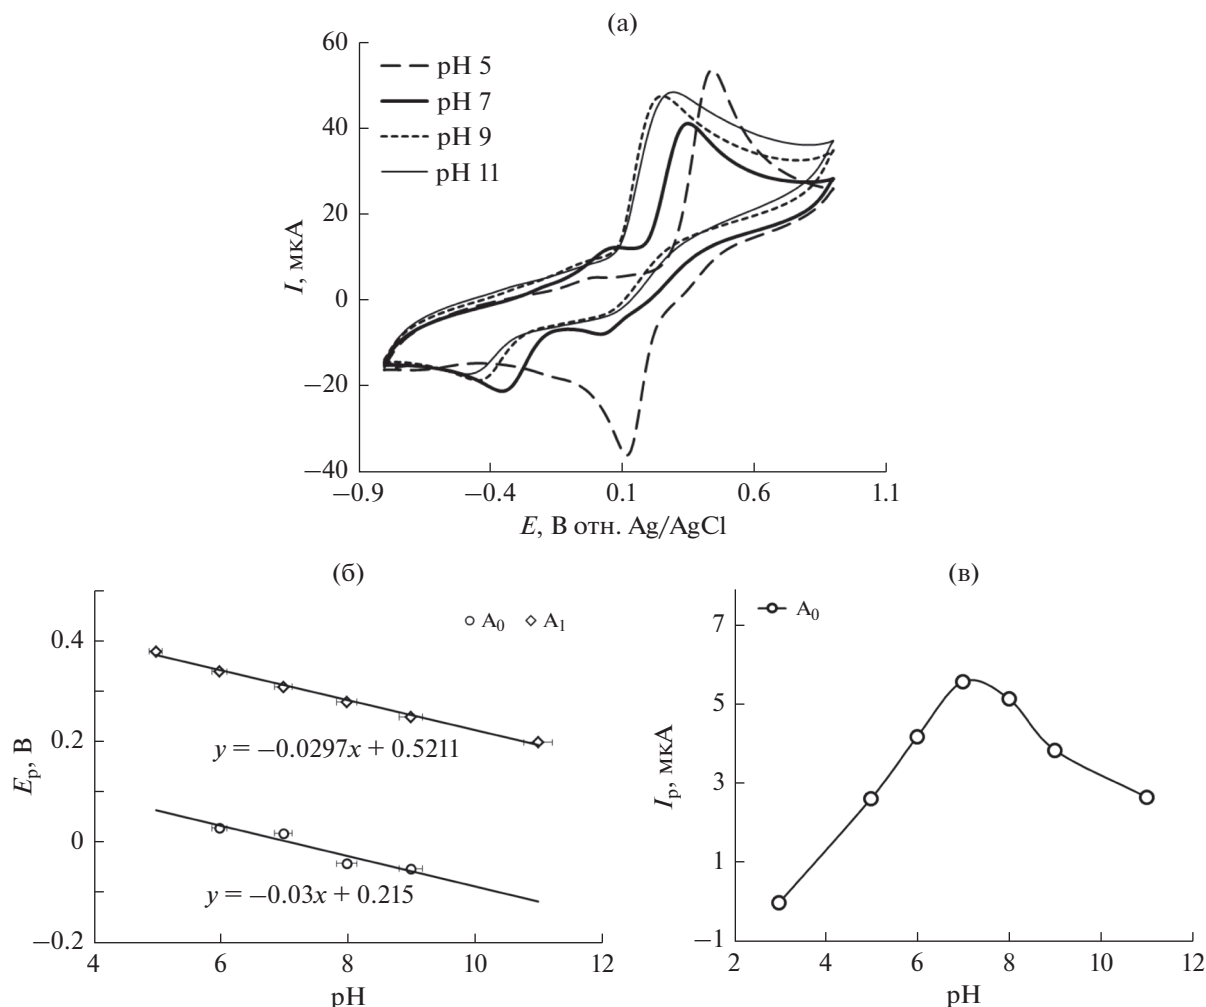 (а)
60
40
20
0
−20
−40
I, мкА
pH 5
pH 7
pH 9
pH 11
−0.9
−0.4
0.1
0.6
1.1
E, В отн. Ag/AgCl
(б)
0.4
0.2
0
−0.2
E_p, В
A_0
A_1
y = −0.0297x + 0.5211
y = −0.03x + 0.215
4
6
8
10
12
pH
(в)
7
5
3
1
−1
I_p, мкА
A_0
2
4
6
8
10
12
pH